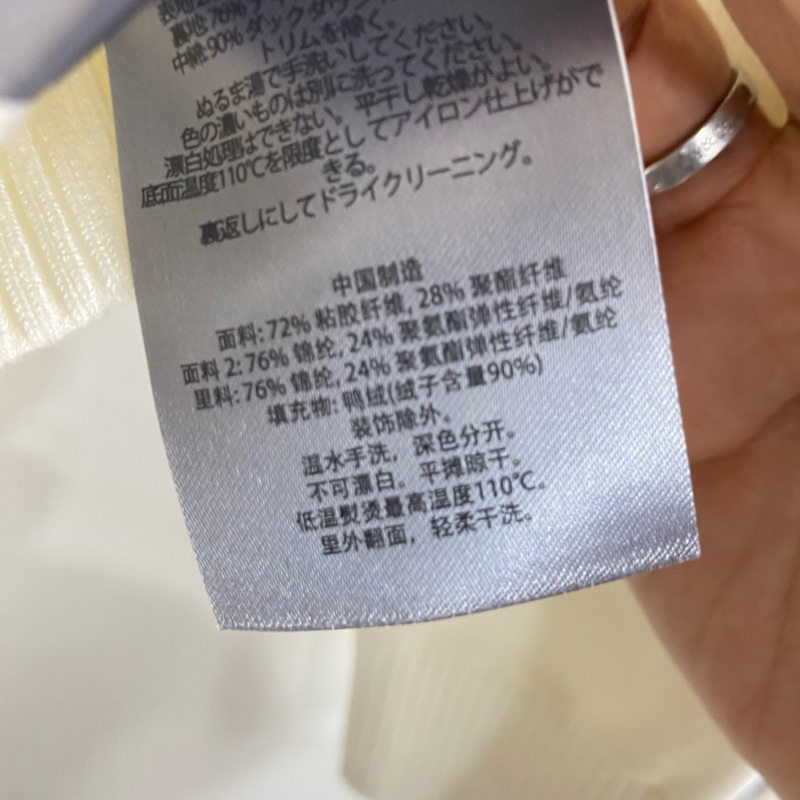 裏地:76%
中綿:90% ダックダウン
トリムを除く。
ぬるま湯で手洗いしてください。
色の濃いものは別に洗ってください。
漂白処理はできない。平干し乾燥がよい。
底面温度110℃を限度としてアイロン仕上げができる。
裏返しにしてドライクリーニング。
中国制造
面料:72% 粘胶纤维, 28% 聚酯纤维
面料 2:76% 锦纶, 24% 聚氨酯弹性纤维/氨纶
里料:76% 锦纶, 24% 聚氨酯弹性纤维/氨纶
填充物: 鸭绒(绒子含量90%)
装饰除外。
温水手洗，深色分开。
不可漂白。平摊晾干。
低温熨烫最高温度110℃。
里外翻面，轻柔干洗。